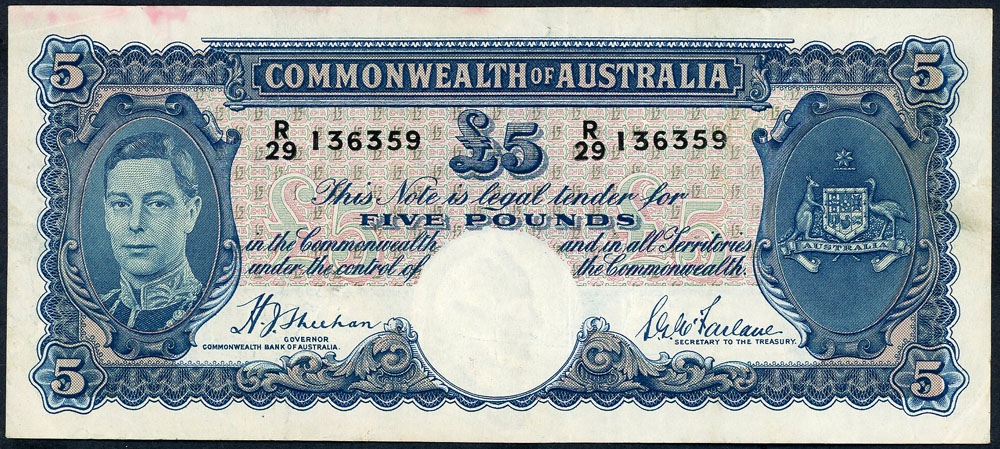 5 5
COMMONWEALTH OF AUSTRALIA
R/29 136359 £5 R/29 136359
This Note is legal tender for
FIVE POUNDS
in the Commonwealth and in all Territories
under the control of the Commonwealth.
AUSTRALIA
H.J. Sheehan
GOVERNOR
COMMONWEALTH BANK OF AUSTRALIA.
S.G. McFarlane
SECRETARY TO THE TREASURY.
5 5